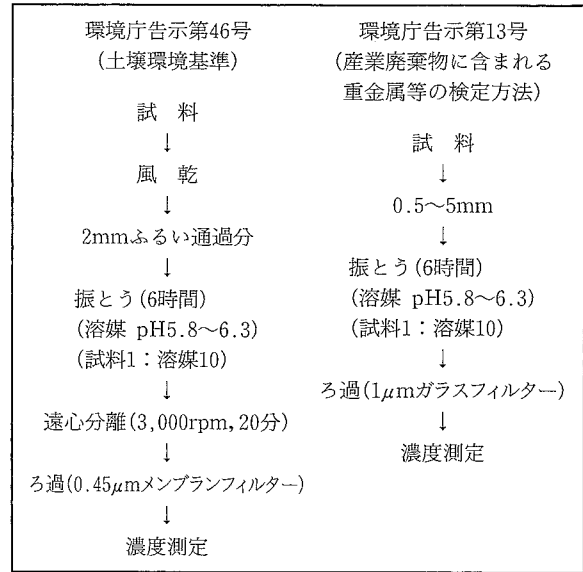 環境庁告示第46号
(土壌環境基準)
試 料
↓
風 乾
↓
2mmふるい通過分
↓
振とう(6時間)
(溶媒 pH5.8～6.3)
(試料1：溶媒10)
↓
遠心分離(3,000rpm, 20分)
↓
ろ過(0.45μmメンブランフィルター)
↓
濃度測定
環境庁告示第13号
(産業廃棄物に含まれる
重金属等の検定方法)
試 料
↓
0.5～5mm
↓
振とう(6時間)
(溶媒 pH5.8～6.3)
(試料1：溶媒10)
↓
ろ過(1μmガラスフィルター)
↓
濃度測定